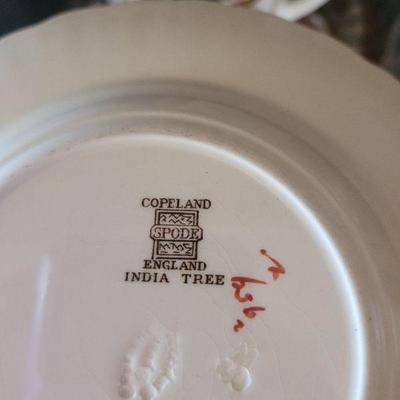 COPELAND
SPODE
ENGLAND
INDIA TREE